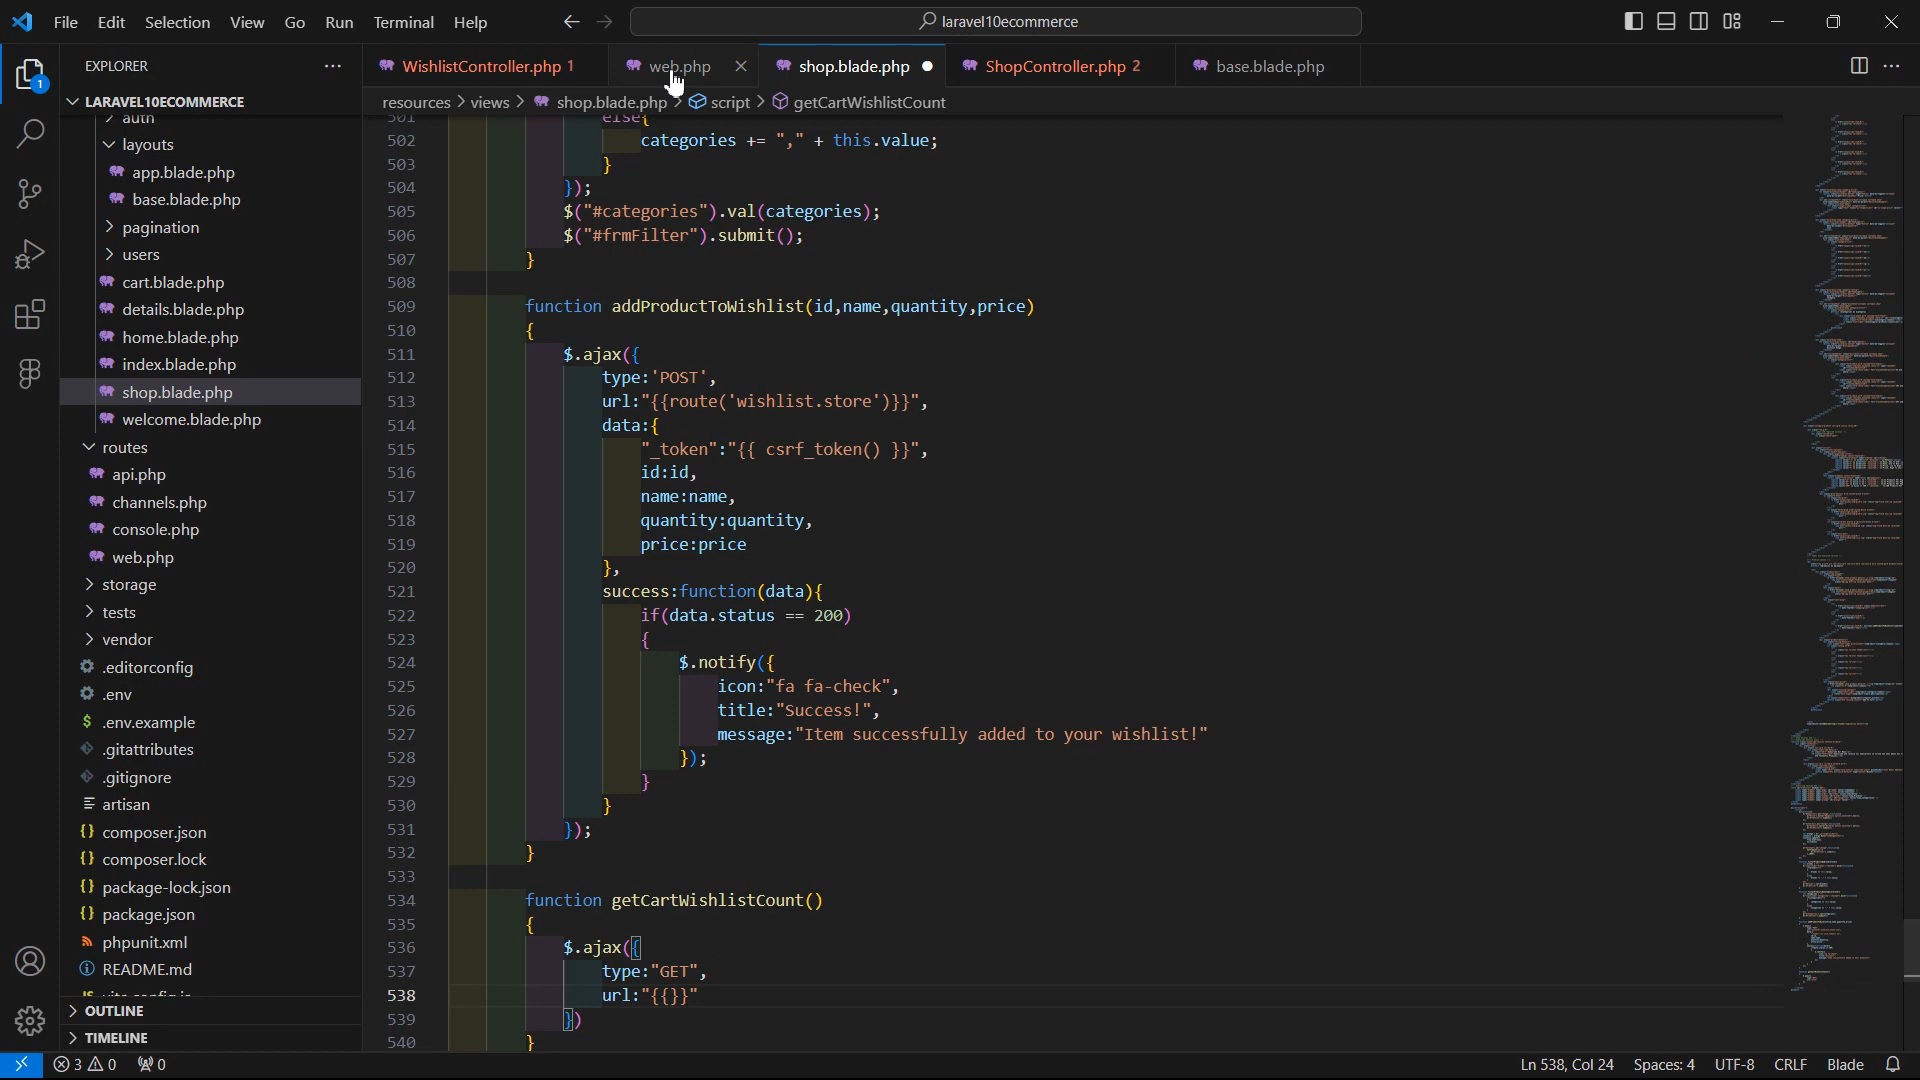 File Edit Selection View Go Run Terminal Help
laravel10ecommerce
EXPLORER
LARAVEL10ECOMMERCE
auth
layouts
app.blade.php
base.blade.php
pagination
users
cart.blade.php
details.blade.php
home.blade.php
index.blade.php
shop.blade.php
welcome.blade.php
routes
api.php
channels.php
console.php
web.php
storage
tests
vendor
.editorconfig
.env
.env.example
.gitattributes
.gitignore
artisan
composer.json
composer.lock
package-lock.json
package.json
phpunit.xml
README.md
OUTLINE
TIMELINE
WishlistController.php 1
web.php
shop.blade.php
ShopController.php 2
base.blade.php
resources > views > shop.blade.php > script > getCartWishlistCount
501 else{
502 categories += "," + this.value;
503 }
504 });
505 $("#categories").val(categories);
506 $("#frmFilter").submit();
507 }
508
509 function addProductToWishlist(id,name,quantity,price)
510 {
511 $.ajax({
512 type:'POST',
513 url:"{{route('wishlist.store')}}",
514 data:{
515 "_token":"{{ csrf_token() }}",
516 id:id,
517 name:name,
518 quantity:quantity,
519 price:price
520 },
521 success:function(data){
522 if(data.status == 200)
523 {
524 $.notify({
525 icon:"fa fa-check",
526 title:"Success!",
527 message:"Item successfully added to your wishlist!"
528 });
529 }
530 }
531 });
532 }
533
534 function getCartWishlistCount()
535 {
536 $.ajax({
537 type:"GET",
538 url:"{{}}"
539 })
540 }
1
3 0 0
Ln 538, Col 24 Spaces: 4 UTF-8 CRLF Blade